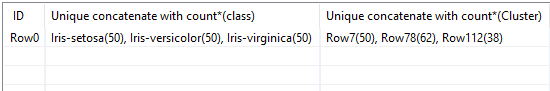 ID Unique concatenate with count*(class) Unique concatenate with count*(Cluster)
Row0 Iris-setosa(50), Iris-versicolor(50), Iris-virginica(50) Row7(50), Row78(62), Row112(38)